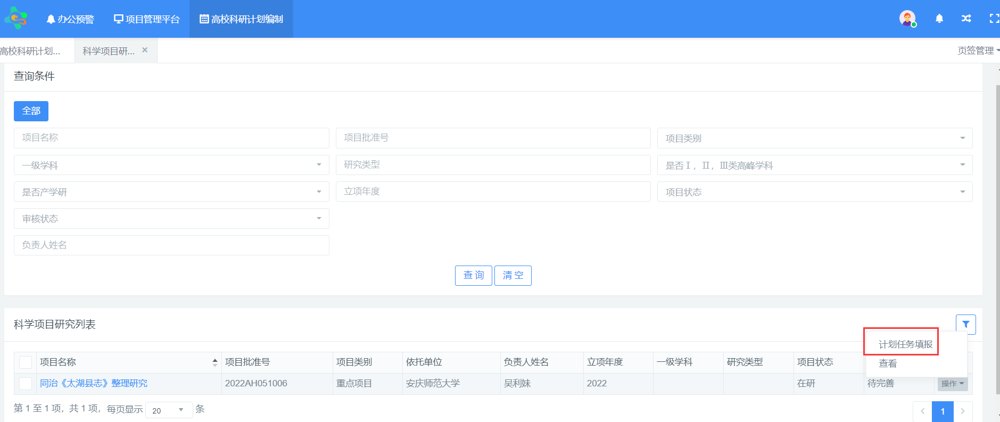 办公预警 项目管理平台 高校科研计划编制
高校科研计划... 科学项目研... × 页签管理
查询条件
全部
项目名称 项目批准号 项目类别
一级学科 研究类型 是否Ⅰ，Ⅱ，Ⅲ类高峰学科
是否产学研 立项年度 项目状态
审核状态
负责人姓名
查 询 清 空
科学项目研究列表
计划任务填报
查看
项目名称 项目批准号 项目类别 依托单位 负责人姓名 立项年度 一级学科 研究类型 项目状态
同治《太湖县志》整理研究 2022AH051006 重点项目 安庆师范大学 吴利妹 2022 在研 待完善 操作
第 1 至 1 项，共 1 项，每页显示 20 条
1